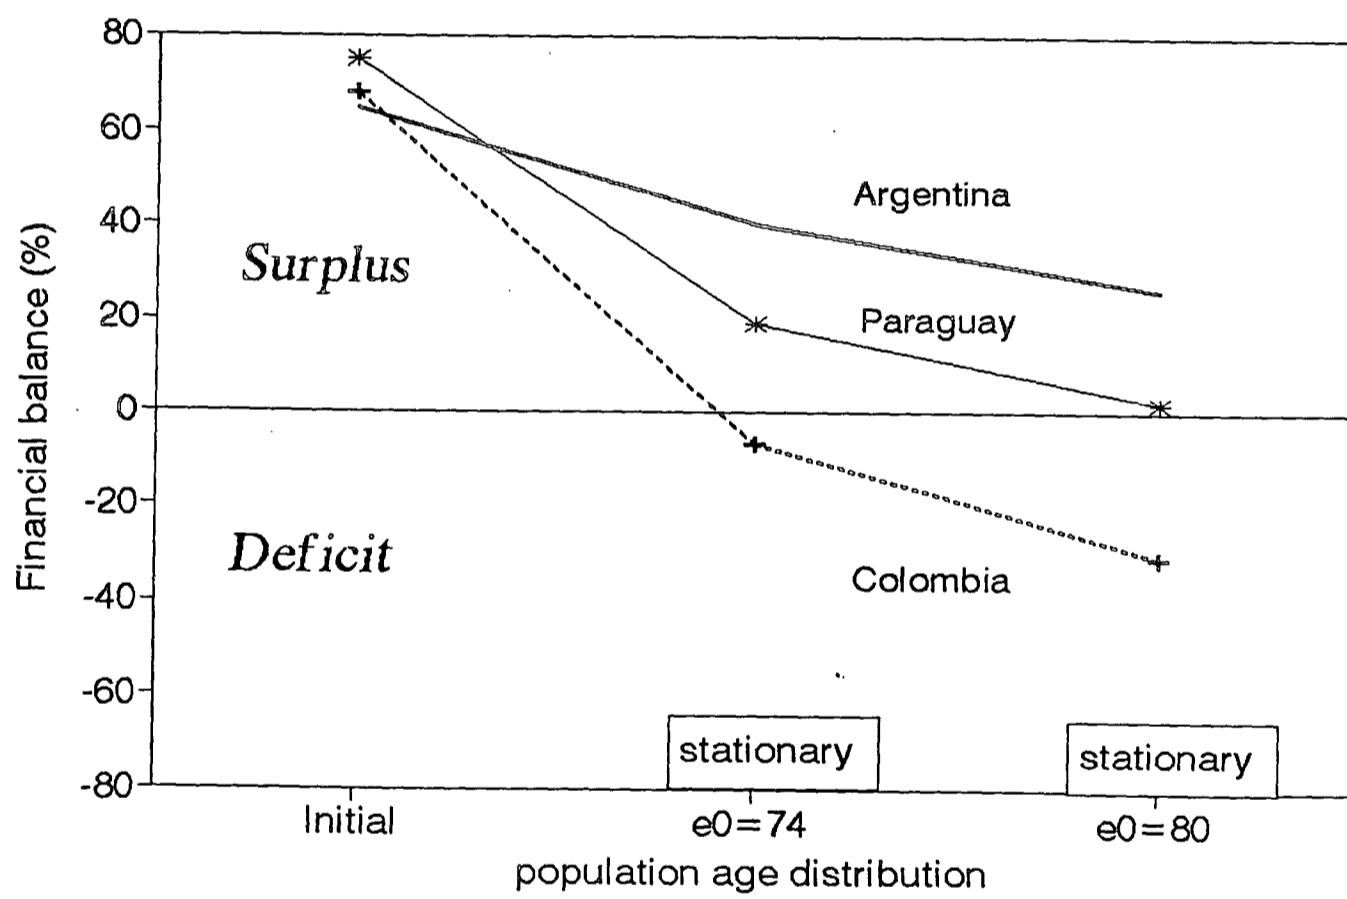 80
60
40
20
0
-20
-40
-60
-80
Financial balance (%)
Surplus
Deficit
Argentina
Paraguay
Colombia
stationary
stationary
Initial
e0=74
e0=80
population age distribution